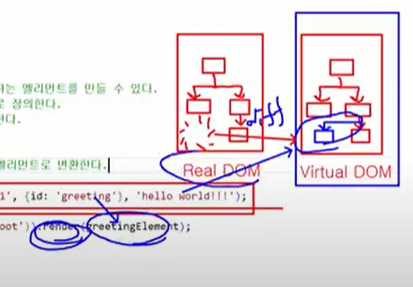 하는 엘리먼트를 만들 수 있다.
로 정의한다.
한다.
diff
엘리먼트로 변환한다.
Real DOM
Virtual DOM
1', {id: 'greeting'}, 'hello world!!!');
oot')).render(greetingElement);